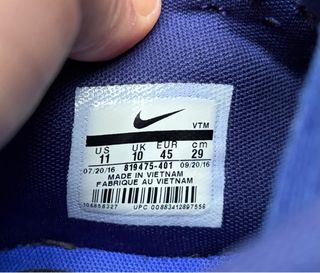 VTM
US UK EUR cm
11 10 45 29
07/20/16 819475-401 09/20/16
MADE IN VIETNAM
FABRIQUE AU VIETNAM
104858327 UPC 00883412897556